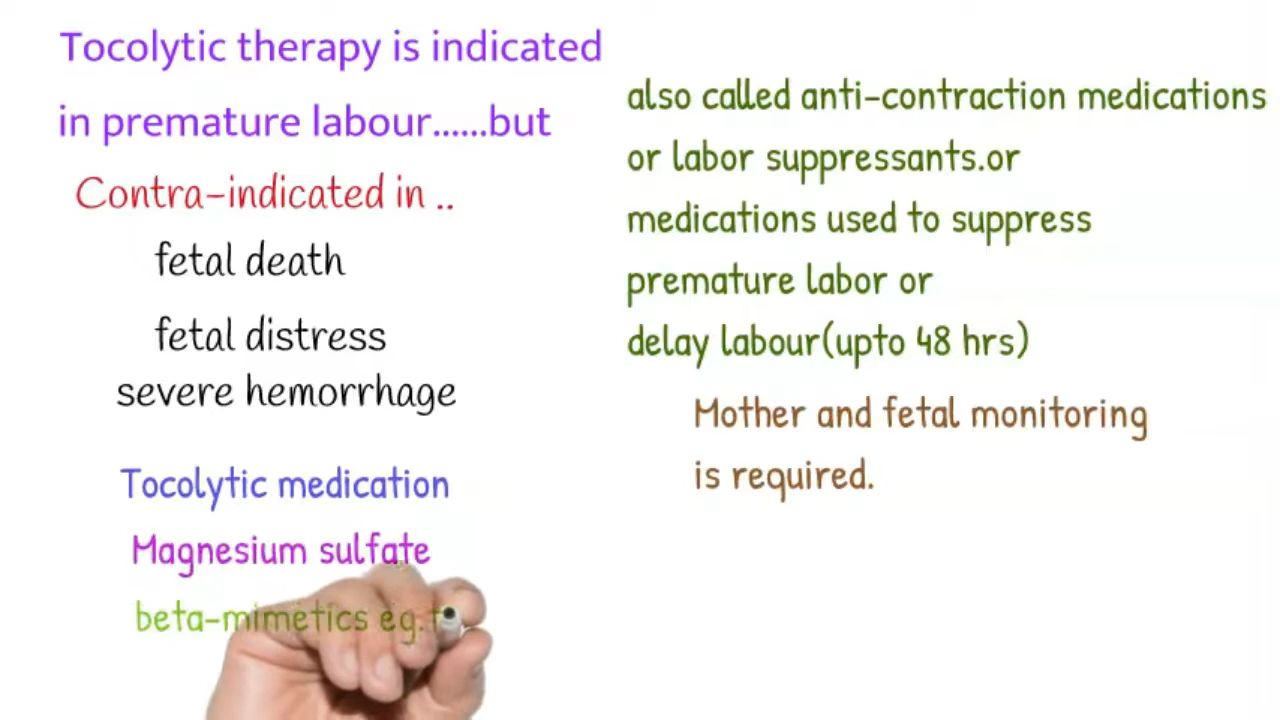 Tocolytic therapy is indicated
in premature labour......but
Contra-indicated in ..
fetal death
fetal distress
severe hemorrhage
Tocolytic medication
Magnesium sulfate
beta-mimetics eg.
also called anti-contraction medications
or labor suppressants.or
medications used to suppress
premature labor or
delay labour(upto 48 hrs)
Mother and fetal monitoring
is required.